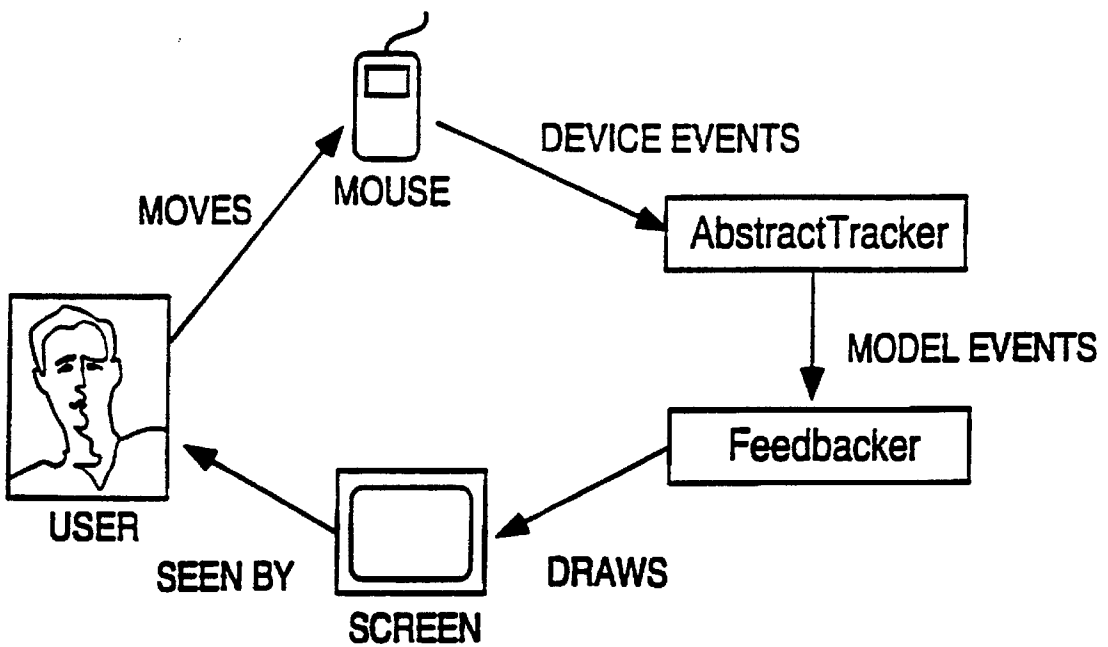 DEVICE EVENTS
MOUSE
MOVES
AbstractTracker
MODEL EVENTS
Feedbacker
USER
SEEN BY
DRAWS
SCREEN